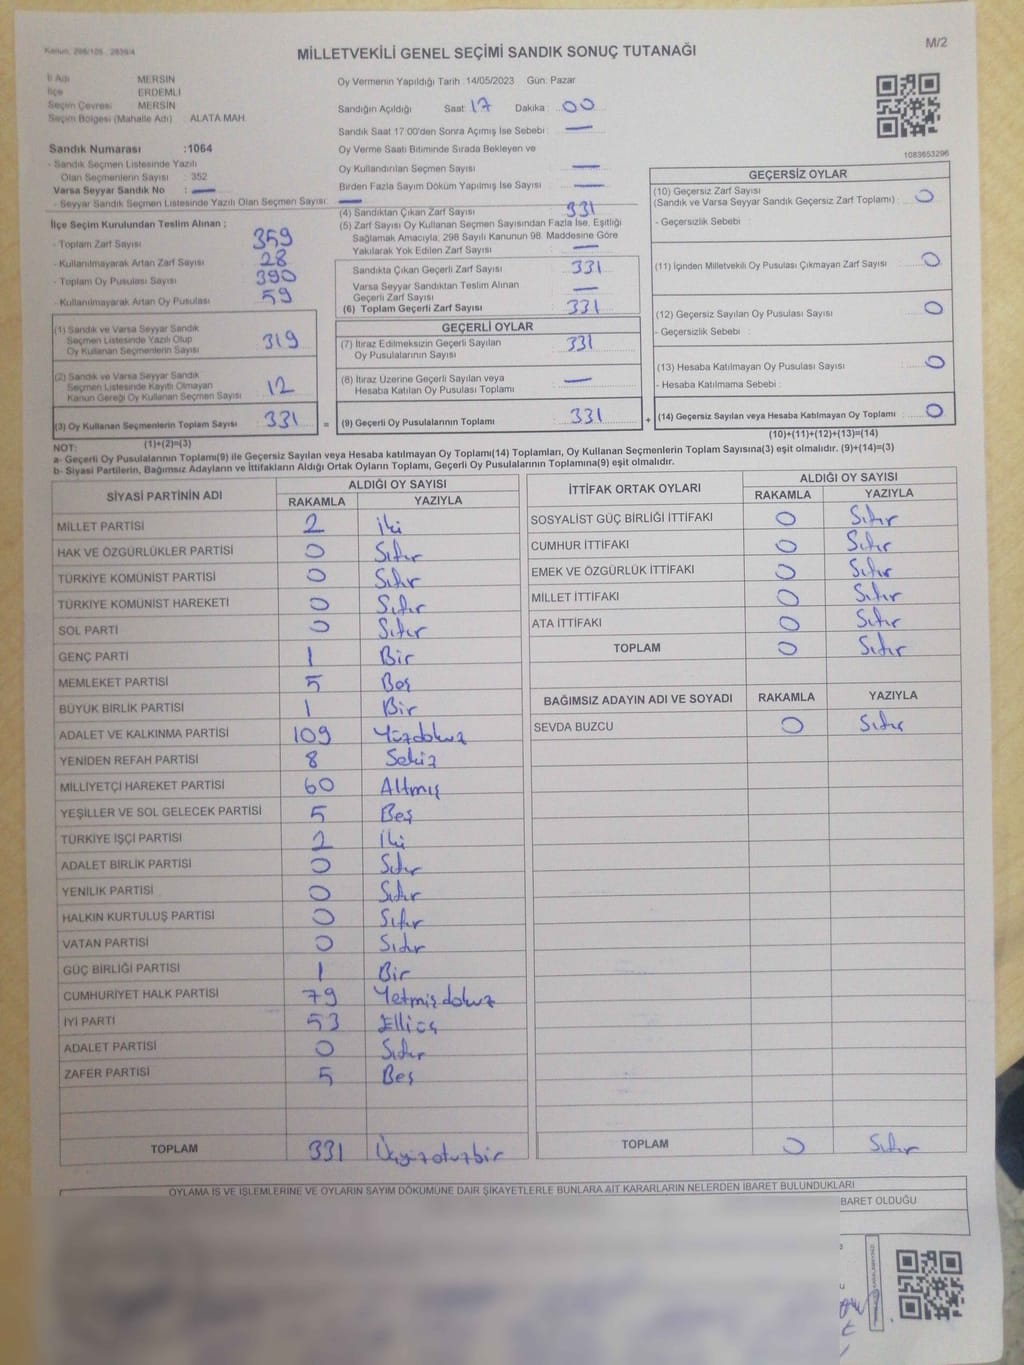 Kanun: 298/105 2839/4
M/2
MİLLETVEKİLİ GENEL SEÇİMİ SANDIK SONUÇ TUTANAĞI
İl Adı MERSİN
İlçe ERDEMLİ
Seçim Çevresi MERSİN
Seçim Bölgesi (Mahalle Adı) : ALATA MAH.
Sandık Numarası :1064
- Sandık Seçmen Listesinde Yazılı
Olan Seçmenlerin Sayısı : 352
Varsa Seyyar Sandık No : —
- Seyyar Sandık Seçmen Listesinde Yazılı Olan Seçmen Sayısı: —
Oy Vermenin Yapıldığı Tarih :14/05/2023 Gün: Pazar
Sandığın Açıldığı Saat: 17 Dakika : 00
Sandık Saat 17:00'den Sonra Açımış İse Sebebi : —
Oy Verme Saati Bitiminde Sırada Bekleyen ve
Oy Kullandırılan Seçmen Sayısı —
Birden Fazla Sayım Döküm Yapılmış İse Sayısı —
1083653296
İlçe Seçim Kurulundan Teslim Alınan ;
- Toplam Zarf Sayısı 359
- Kullanılmayarak Artan Zarf Sayısı 28
- Toplam Oy Pusulası Sayısı 390
- Kullanılmayarak Artan Oy Pusulası 59
(4) Sandıktan Çıkan Zarf Sayısı 331
(5) Zarf Sayısı Oy Kullanan Seçmen Sayısından Fazla İse, Eşitliği
Sağlamak Amacıyla, 298 Sayılı Kanunun 98. Maddesine Göre
Yakılarak Yok Edilen Zarf Sayısı —
Sandıkta Çıkan Geçerli Zarf Sayısı 331
Varsa Seyyar Sandıktan Teslim Alınan
Geçerli Zarf Sayısı —
(6) Toplam Geçerli Zarf Sayısı 331
GEÇERSİZ OYLAR
(10) Geçersiz Zarf Sayısı 0
(Sandık ve Varsa Seyyar Sandık Geçersiz Zarf Toplamı) :
- Geçersizlik Sebebi :
(11) İçinden Milletvekili Oy Pusulası Çıkmayan Zarf Sayısı 0
(12) Geçersiz Sayılan Oy Pusulası Sayısı 0
- Geçersizlik Sebebi :
(13) Hesaba Katılmayan Oy Pusulası Sayısı 0
- Hesaba Katılmama Sebebi :
(14) Geçersiz Sayılan veya Hesaba Katılmayan Oy Toplamı 0
(10)+(11)+(12)+(13)=(14)
(1) Sandık ve Varsa Seyyar Sandık
Seçmen Listesinde Yazılı Olup
Oy Kullanan Seçmenlerin Sayısı 319
(2) Sandık ve Varsa Seyyar Sandık
Seçmen Listesinde Kayıtlı Olmayan
Kanun Gereği Oy Kullanan Seçmen Sayısı 12
(3) Oy Kullanan Seçmenlerin Toplam Sayısı 331 =
(1)+(2)=(3)
GEÇERLİ OYLAR
(7) İtiraz Edilmeksizin Geçerli Sayılan
Oy Pusulalarının Sayısı 331
(8) İtiraz Üzerine Geçerli Sayılan veya
Hesaba Katılan Oy Pusulası Toplamı —
(9) Geçerli Oy Pusulalarının Toplamı 331 +
NOT:
a- Geçerli Oy Pusulalarının Toplamı(9) ile Geçersiz Sayılan veya Hesaba katılmayan Oy Toplamı(14) Toplamları, Oy Kullanan Seçmenlerin Toplam Sayısına(3) eşit olmalıdır. (9)+(14)=(3)
b- Siyasi Partilerin, Bağımsız Adayların ve İttifakların Aldığı Ortak Oyların Toplamı, Geçerli Oy Pusulalarının Toplamına(9) eşit olmalıdır.
SİYASİ PARTİNİN ADI ALDIĞI OY SAYISI
RAKAMLA YAZIYLA
MİLLET PARTİSİ 2 İki
HAK VE ÖZGÜRLÜKLER PARTİSİ 0 Sıfır
TÜRKİYE KOMÜNİST PARTİSİ 0 Sıfır
TÜRKİYE KOMÜNİST HAREKETİ 0 Sıfır
SOL PARTİ 0 Sıfır
GENÇ PARTİ 1 Bir
MEMLEKET PARTİSİ 5 Beş
BÜYÜK BİRLİK PARTİSİ 1 Bir
ADALET VE KALKINMA PARTİSİ 109 Yüzdokuz
YENİDEN REFAH PARTİSİ 8 Sekiz
MİLLİYETÇİ HAREKET PARTİSİ 60 Altmış
YEŞİLLER VE SOL GELECEK PARTİSİ 5 Beş
TÜRKİYE İŞÇİ PARTİSİ 2 İki
ADALET BİRLİK PARTİSİ 0 Sıfır
YENİLİK PARTİSİ 0 Sıfır
HALKIN KURTULUŞ PARTİSİ 0 Sıfır
VATAN PARTİSİ 0 Sıfır
GÜÇ BİRLİĞİ PARTİSİ 1 Bir
CUMHURİYET HALK PARTİSİ 79 Yetmişdokuz
İYİ PARTİ 53 Elliüç
ADALET PARTİSİ 0 Sıfır
ZAFER PARTİSİ 5 Beş
TOPLAM 331 Üçyüzotuzbir
İTTİFAK ORTAK OYLARI ALDIĞI OY SAYISI
RAKAMLA YAZIYLA
SOSYALİST GÜÇ BİRLİĞİ İTTİFAKI 0 Sıfır
CUMHUR İTTİFAKI 0 Sıfır
EMEK VE ÖZGÜRLÜK İTTİFAKI 0 Sıfır
MİLLET İTTİFAKI 0 Sıfır
ATA İTTİFAKI 0 Sıfır
TOPLAM 0 Sıfır
BAĞIMSIZ ADAYIN ADI VE SOYADI RAKAMLA YAZIYLA
SEVDA BUZCU 0 Sıfır
TOPLAM 0 Sıfır
OYLAMA İŞ VE İŞLEMLERİNE VE OYLARIN SAYIM DÖKÜMÜNE DAİR ŞİKAYETLERLE BUNLARA AİT KARARLARIN NELERDEN İBARET BULUNDUKLARI
BARET OLDUĞU